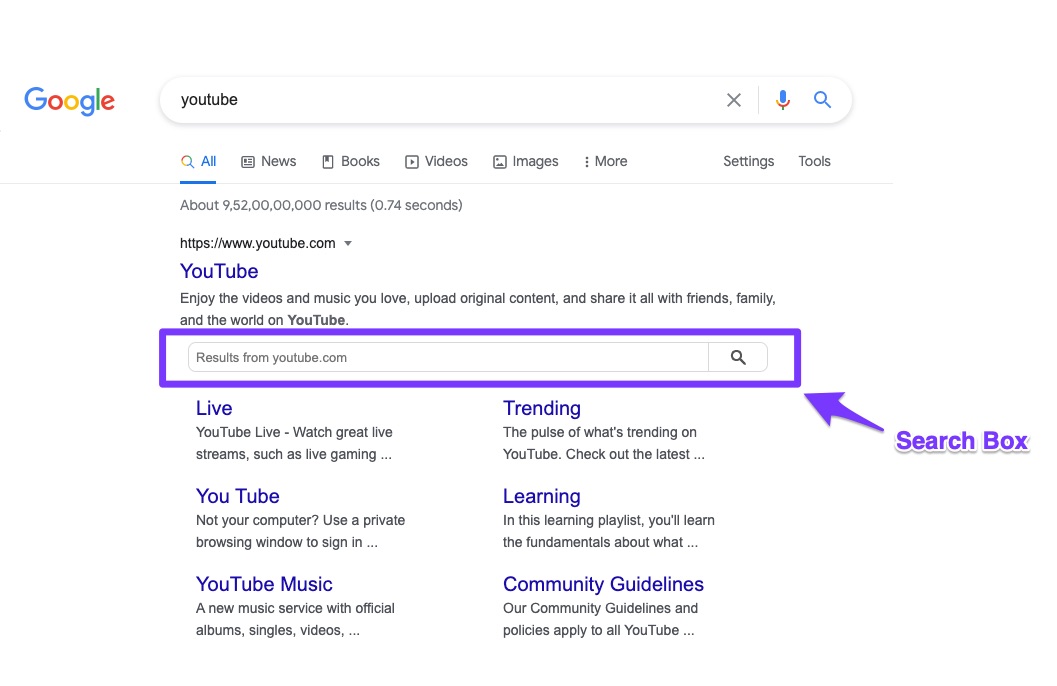 Google
youtube
All News Books Videos Images More Settings Tools
About 9,52,00,00,000 results (0.74 seconds)
https://www.youtube.com
YouTube
Enjoy the videos and music you love, upload original content, and share it all with friends, family,
and the world on YouTube.
Results from youtube.com
Search Box
Live
YouTube Live - Watch great live
streams, such as live gaming ...
Trending
The pulse of what's trending on
YouTube. Check out the latest ...
You Tube
Not your computer? Use a private
browsing window to sign in ...
Learning
In this learning playlist, you'll learn
the fundamentals about what ...
YouTube Music
A new music service with official
albums, singles, videos, ...
Community Guidelines
Our Community Guidelines and
policies apply to all YouTube ...